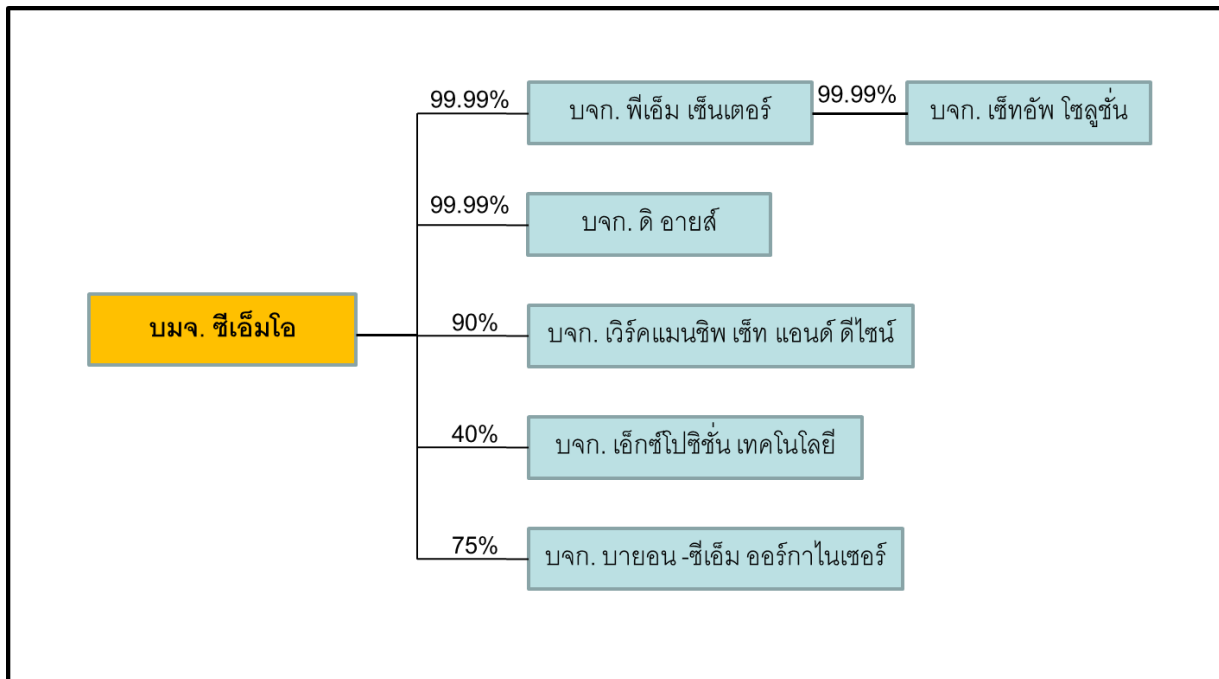 99.99%
บจก. พีเอ็ม เซ็นเตอร์
99.99%
บจก. เซ็ทอัพ โซลูชั่น
99.99%
บจก. ดิ อายส์
บมจ. ซีเอ็มโอ
90%
บจก. เวิร์คแมนชิพ เซ็ท แอนด์ ดีไซน์
40%
บจก. เอ็กซ์โปซิชั่น เทคโนโลยี
75%
บจก. บายอน -ซีเอ็ม ออร์กาไนเซอร์